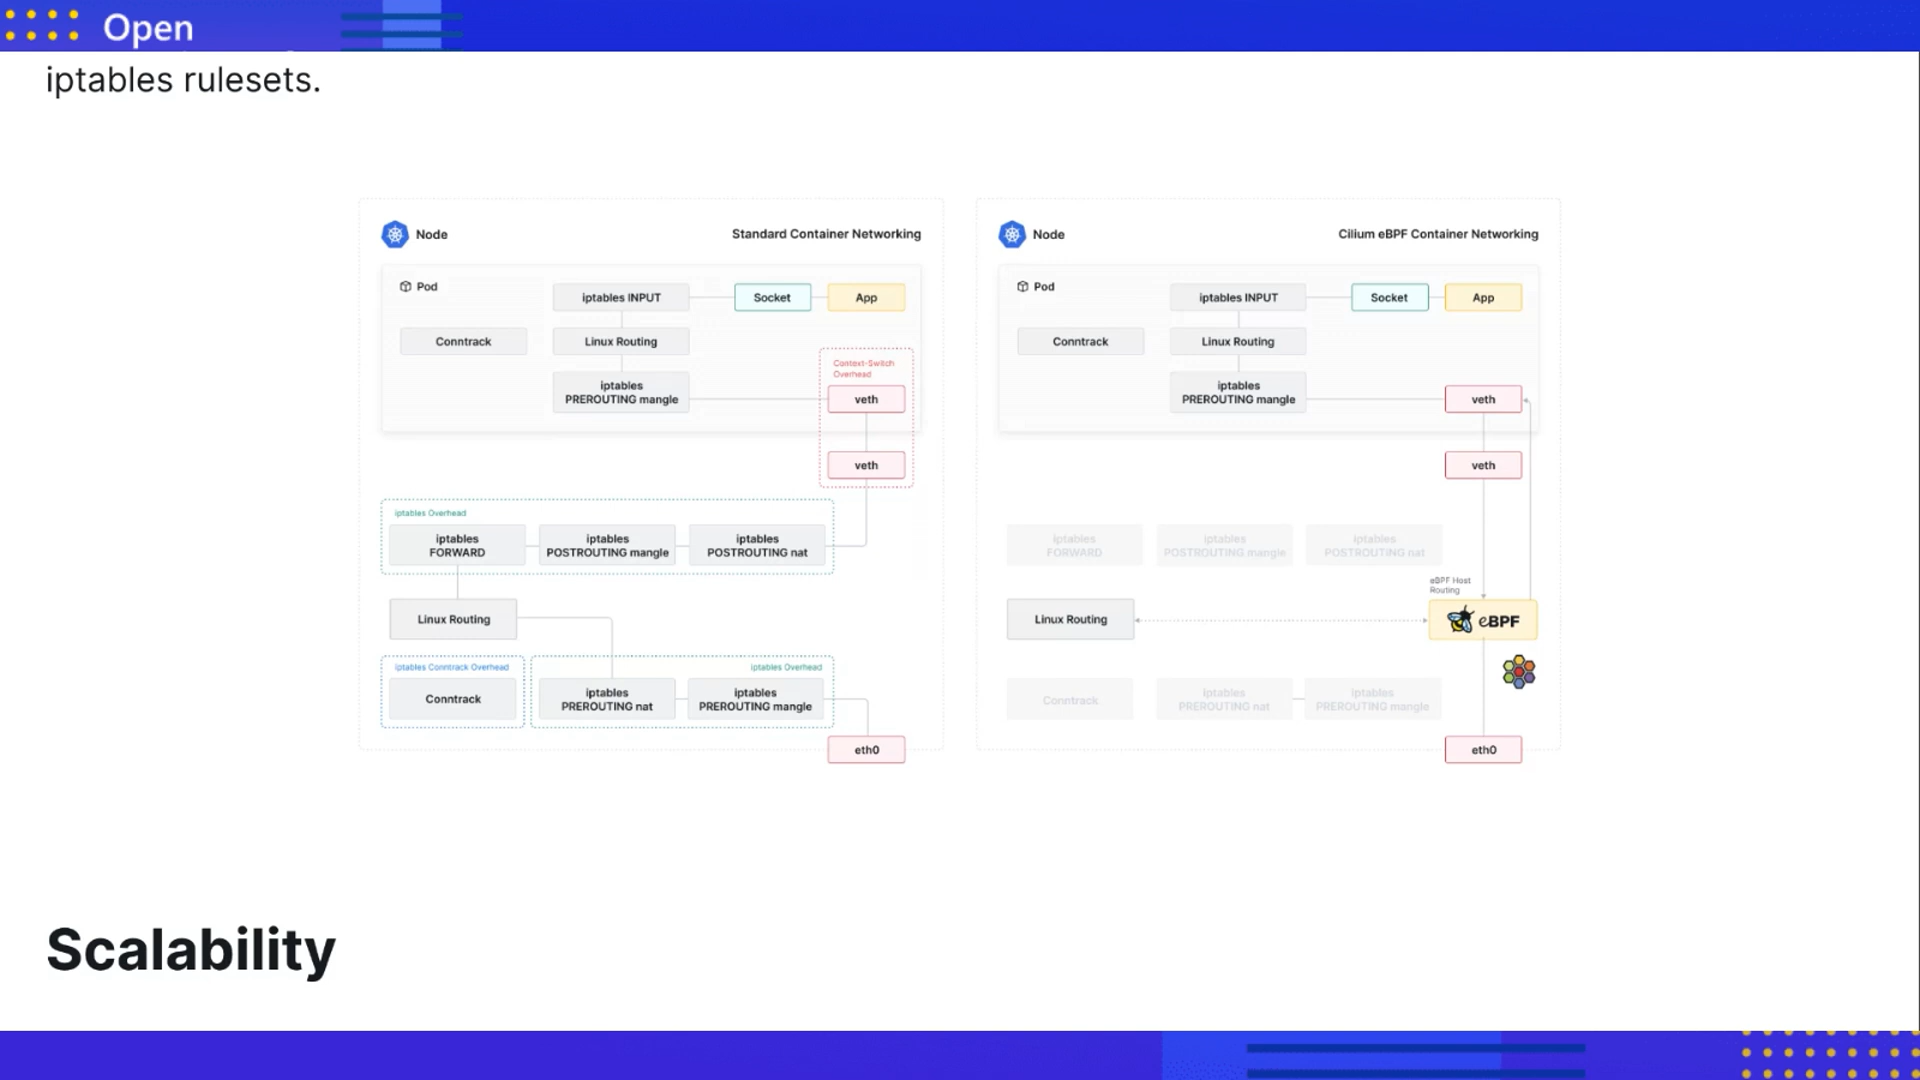 Open
iptables rulesets.
Node
Standard Container Networking
Pod
iptables INPUT
Socket
App
Conntrack
Linux Routing
Context-Switch
Overhead
iptables
PREROUTING mangle
veth
veth
iptables Overhead
iptables
FORWARD
iptables
POSTROUTING mangle
iptables
POSTROUTING nat
Linux Routing
iptables Conntrack Overhead
iptables Overhead
Conntrack
iptables
PREROUTING nat
iptables
PREROUTING mangle
eth0
Node
Cilium eBPF Container Networking
Pod
iptables INPUT
Socket
App
Conntrack
Linux Routing
iptables
PREROUTING mangle
veth
veth
iptables
FORWARD
iptables
POSTROUTING mangle
iptables
POSTROUTING nat
eBPF Host
Routing
Linux Routing
eBPF
Conntrack
iptables
PREROUTING nat
iptables
PREROUTING mangle
eth0
Scalability